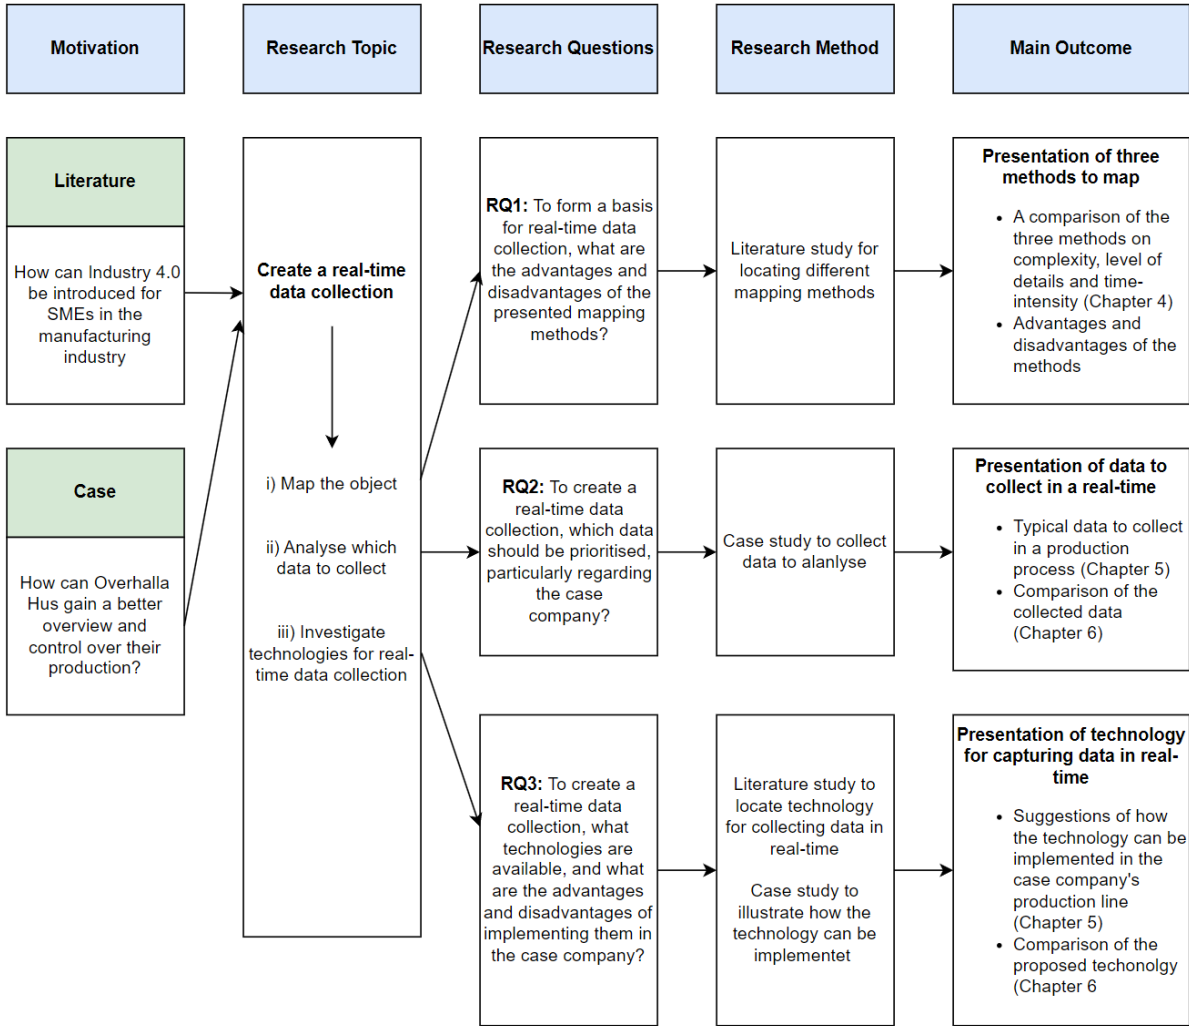 Motivation
Research Topic
Research Questions
Research Method
Main Outcome
Literature
How can Industry 4.0
be introduced for
SMEs in the
manufacturing
industry
Case
How can Overhalla
Hus gain a better
overview and
control over their
production?
Create a real-time
data collection
i) Map the object
ii) Analyse which
data to collect
iii) Investigate
technologies for real-
time data collection
RQ1: To form a basis
for real-time data
collection, what are
the advantages and
disadvantages of the
presented mapping
methods?
Literature study for
locating different
mapping methods
Presentation of three
methods to map
• A comparison of the
three methods on
complexity, level of
details and time-
intensity (Chapter 4)
• Advantages and
disadvantages of the
methods
RQ2: To create a
real-time data
collection, which data
should be prioritised,
particularly regarding
the case
company?
Case study to collect
data to alanlyse
Presentation of data to
collect in a real-time
• Typical data to collect
in a production
process (Chapter 5)
• Comparison of the
collected data
(Chapter 6)
RQ3: To create a
real-time data
collection, what
technologies are
available, and what
are the advantages
and disadvantages of
implementing them in
the case company?
Literature study to
locate technology
for collecting data in
real-time
Case study to
illustrate how the
technology can be
implementet
Presentation of technology
for capturing data in real-
time
• Suggestions of how
the technology can be
implemented in the
case company's
production line
(Chapter 5)
• Comparison of the
proposed techonolgy
(Chapter 6